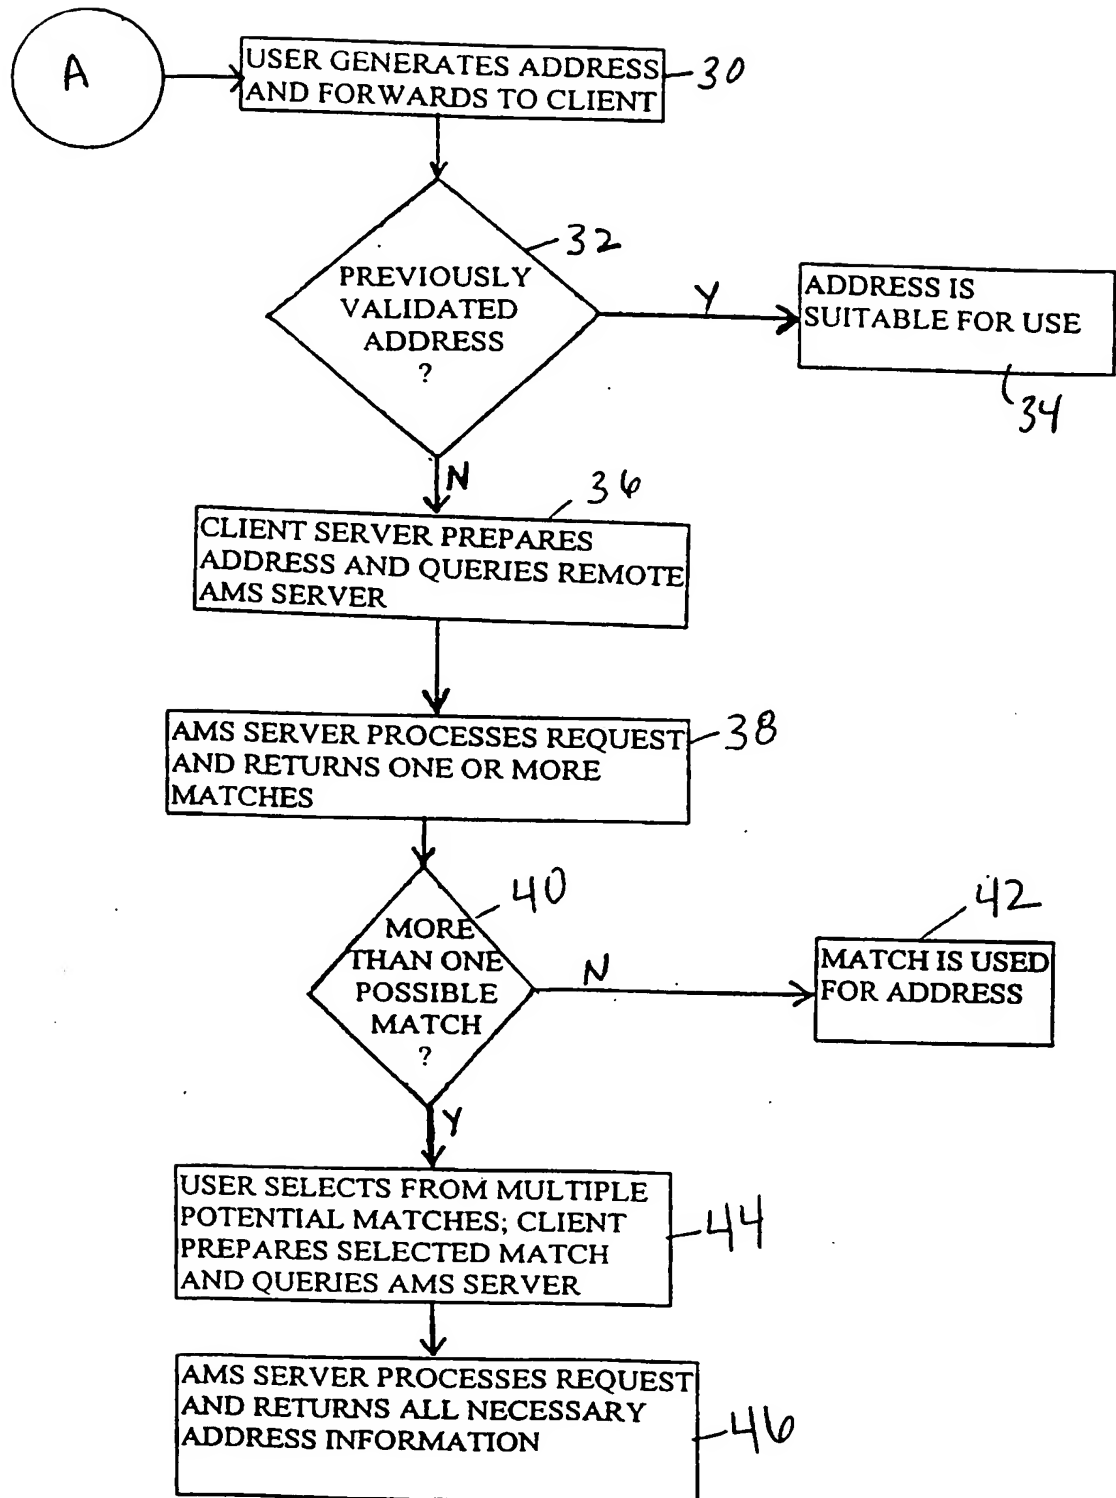 A
USER GENERATES ADDRESS
AND FORWARDS TO CLIENT
30
32
PREVIOUSLY
VALIDATED
ADDRESS
?
Y
ADDRESS IS
SUITABLE FOR USE
34
N
36
CLIENT SERVER PREPARES
ADDRESS AND QUERIES REMOTE
AMS SERVER
AMS SERVER PROCESSES REQUEST
AND RETURNS ONE OR MORE
MATCHES
38
40
MORE
THAN ONE
POSSIBLE
MATCH
?
N
42
MATCH IS USED
FOR ADDRESS
Y
USER SELECTS FROM MULTIPLE
POTENTIAL MATCHES; CLIENT
PREPARES SELECTED MATCH
AND QUERIES AMS SERVER
44
AMS SERVER PROCESSES REQUEST
AND RETURNS ALL NECESSARY
ADDRESS INFORMATION
46